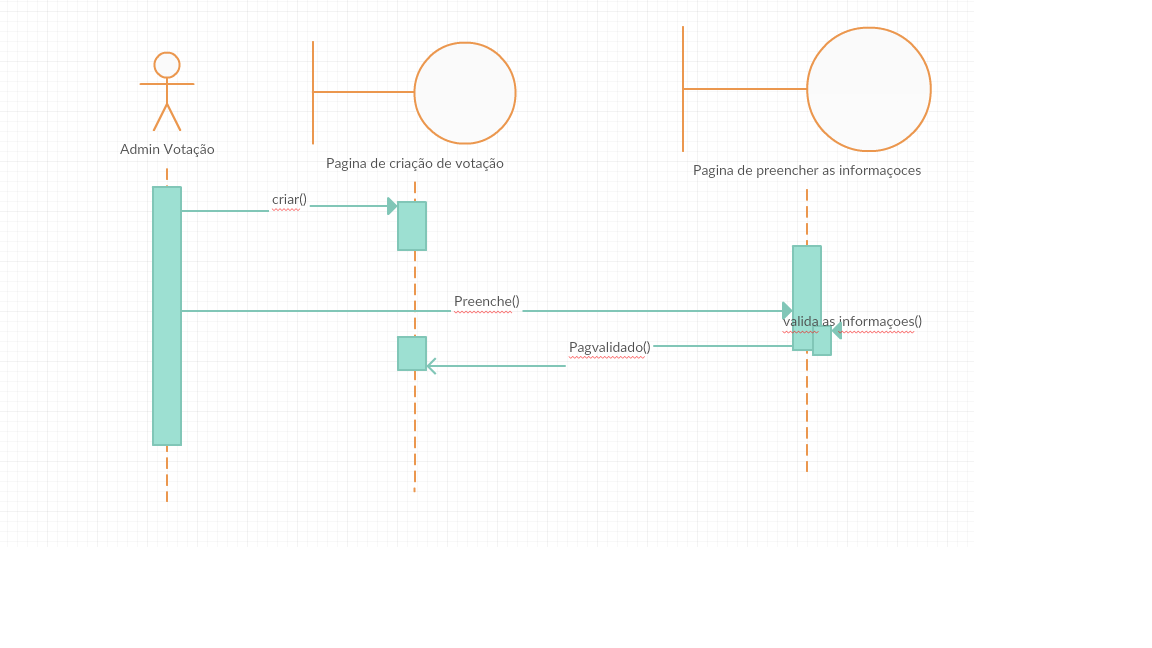 Admin Votação
Pagina de criação de votação
Pagina de preencher as informaçoces
criar()
Preenche()
valida as informaçoes()
Pagvalidado()